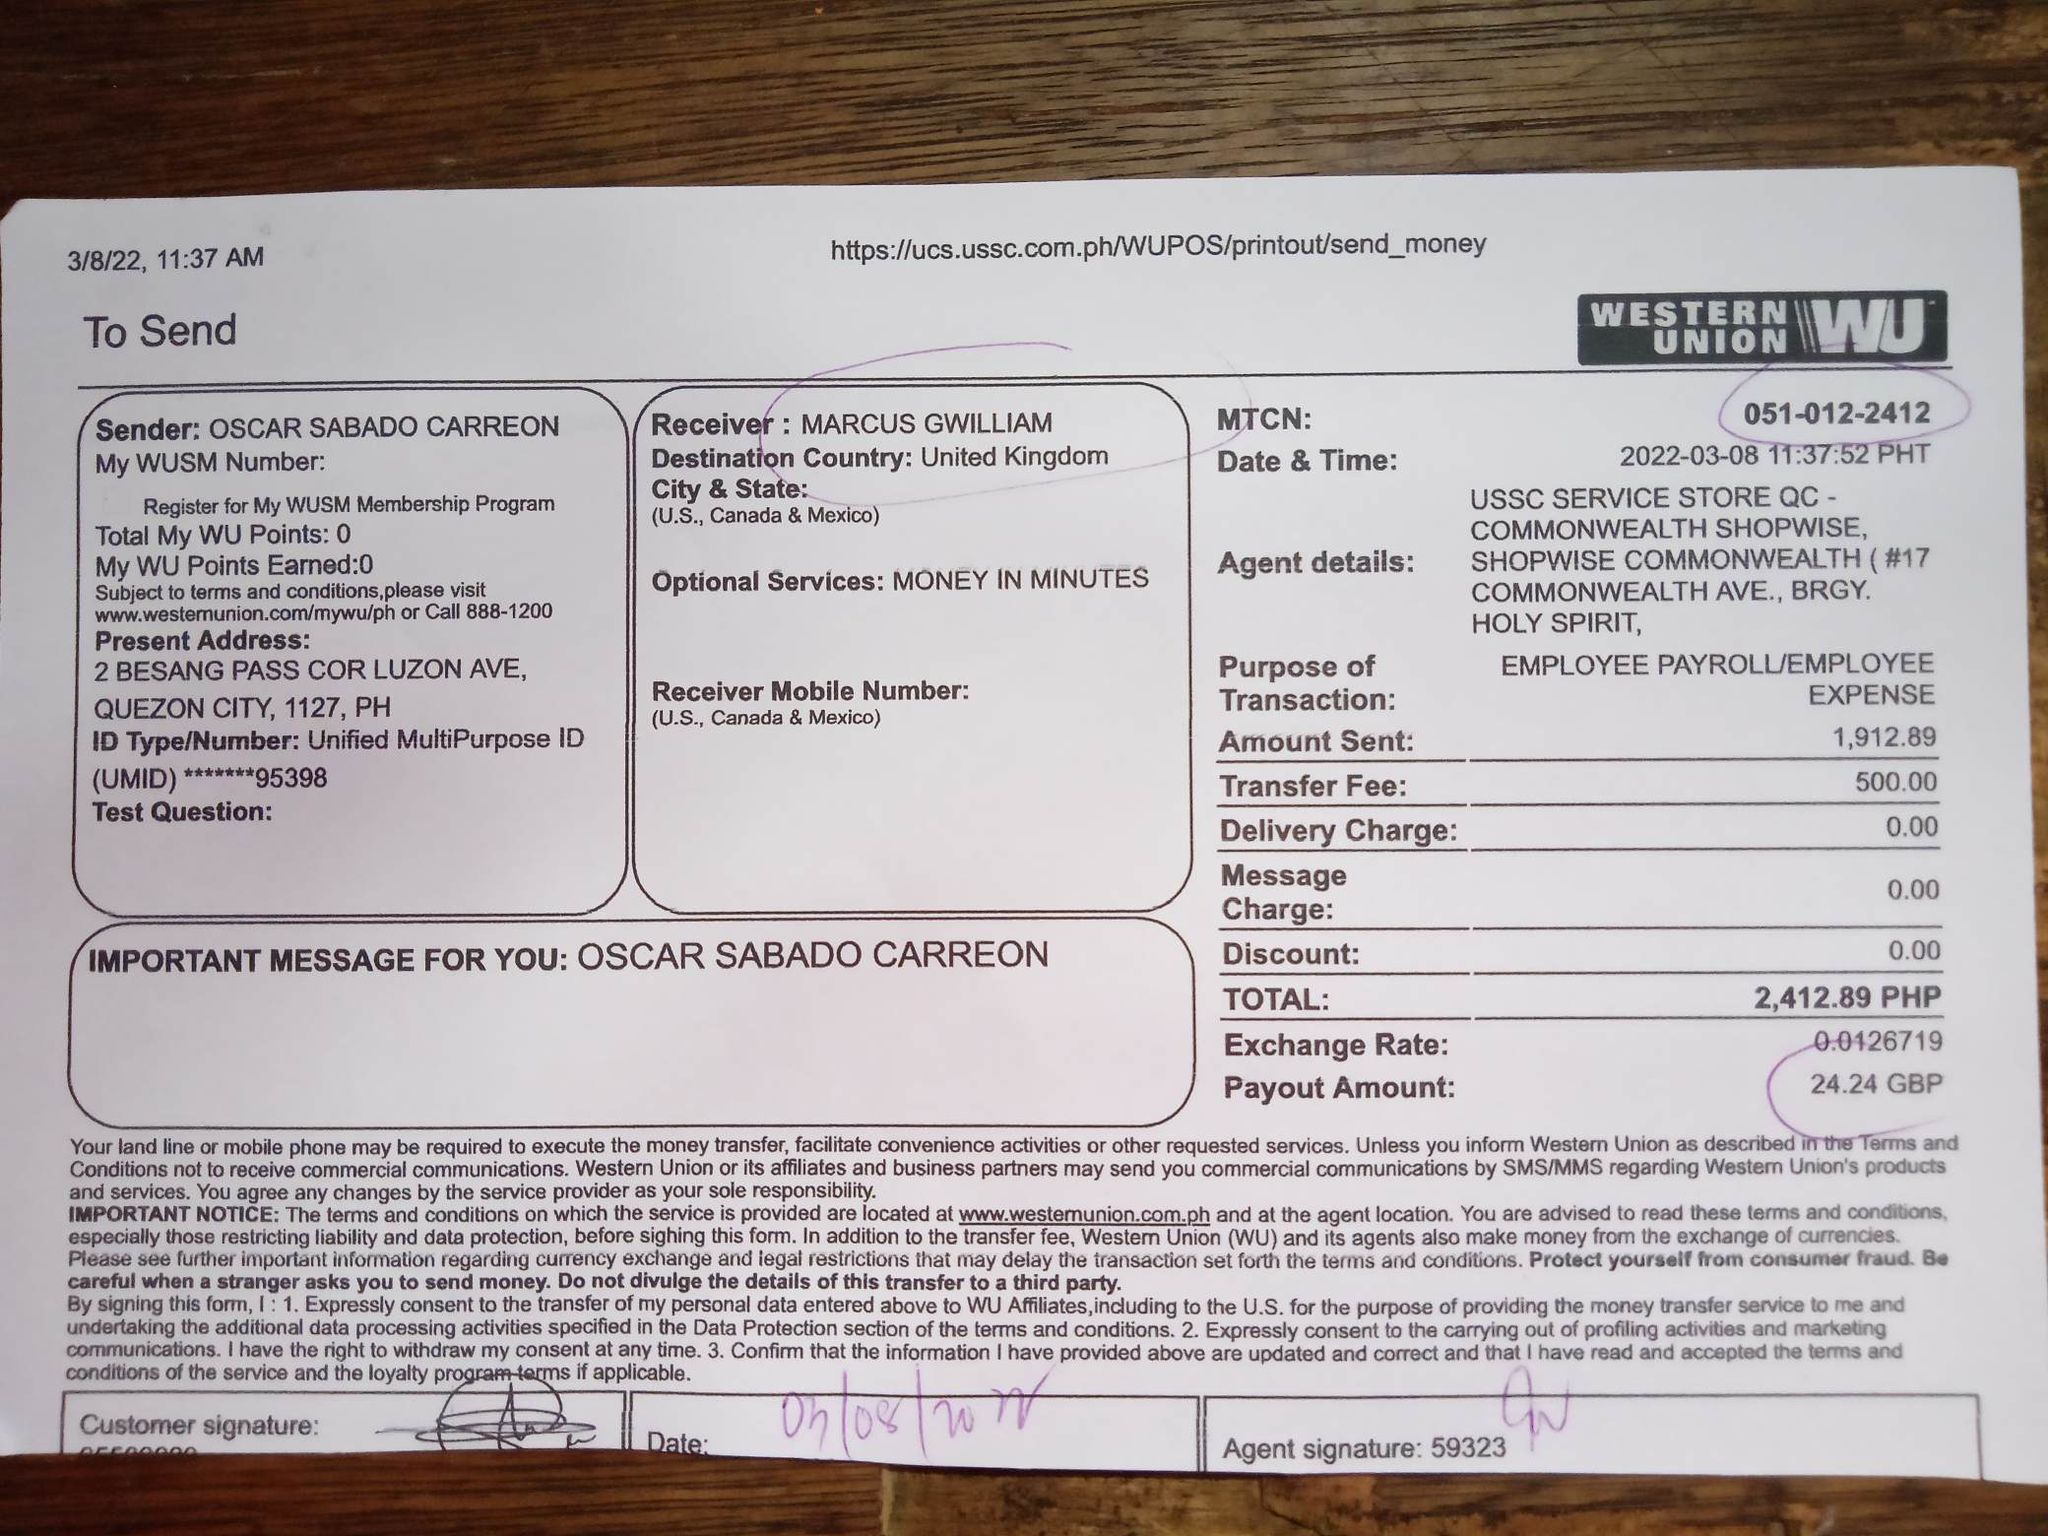 3/8/22, 11:37 AM
https://ucs.ussc.com.ph/WUPOS/printout/send_money
To Send
WESTERN UNION WU
Sender: OSCAR SABADO CARREON
My WUSM Number:
Register for My WUSM Membership Program
Total My WU Points: 0
My WU Points Earned:0
Subject to terms and conditions,please visit
www.westernunion.com/mywu/ph or Call 888-1200
Present Address:
2 BESANG PASS COR LUZON AVE,
QUEZON CITY, 1127, PH
ID Type/Number: Unified MultiPurpose ID
(UMID) *******95398
Test Question:
Receiver : MARCUS GWILLIAM
Destination Country: United Kingdom
City & State:
(U.S., Canada & Mexico)
Optional Services: MONEY IN MINUTES
Receiver Mobile Number:
(U.S., Canada & Mexico)
MTCN: 051-012-2412
Date & Time: 2022-03-08 11:37:52 PHT
Agent details: USSC SERVICE STORE QC -
COMMONWEALTH SHOPWISE,
SHOPWISE COMMONWEALTH ( #17
COMMONWEALTH AVE., BRGY.
HOLY SPIRIT,
Purpose of Transaction: EMPLOYEE PAYROLL/EMPLOYEE
EXPENSE
Amount Sent: 1,912.89
Transfer Fee: 500.00
Delivery Charge: 0.00
Message Charge: 0.00
Discount: 0.00
TOTAL: 2,412.89 PHP
Exchange Rate: 0.0126719
Payout Amount: 24.24 GBP
IMPORTANT MESSAGE FOR YOU: OSCAR SABADO CARREON
Your land line or mobile phone may be required to execute the money transfer, facilitate convenience activities or other requested services. Unless you inform Western Union as described in the Terms and
Conditions not to receive commercial communications. Western Union or its affiliates and business partners may send you commercial communications by SMS/MMS regarding Western Union's products
and services. You agree any changes by the service provider as your sole responsibility.
IMPORTANT NOTICE: The terms and conditions on which the service is provided are located at www.westernunion.com.ph and at the agent location. You are advised to read these terms and conditions,
especially those restricting liability and data protection, before sighing this form. In addition to the transfer fee, Western Union (WU) and its agents also make money from the exchange of currencies.
Please see further important information regarding currency exchange and legal restrictions that may delay the transaction set forth the terms and conditions. Protect yourself from consumer fraud. Be
careful when a stranger asks you to send money. Do not divulge the details of this transfer to a third party.
By signing this form, I : 1. Expressly consent to the transfer of my personal data entered above to WU Affiliates,including to the U.S. for the purpose of providing the money transfer service to me and
undertaking the additional data processing activities specified in the Data Protection section of the terms and conditions. 2. Expressly consent to the carrying out of profiling activities and marketing
communications. I have the right to withdraw my consent at any time. 3. Confirm that the information I have provided above are updated and correct and that I have read and accepted the terms and
conditions of the service and the loyalty program terms if applicable.
Customer signature:
Date: 03/08/2022
Agent signature: 59323